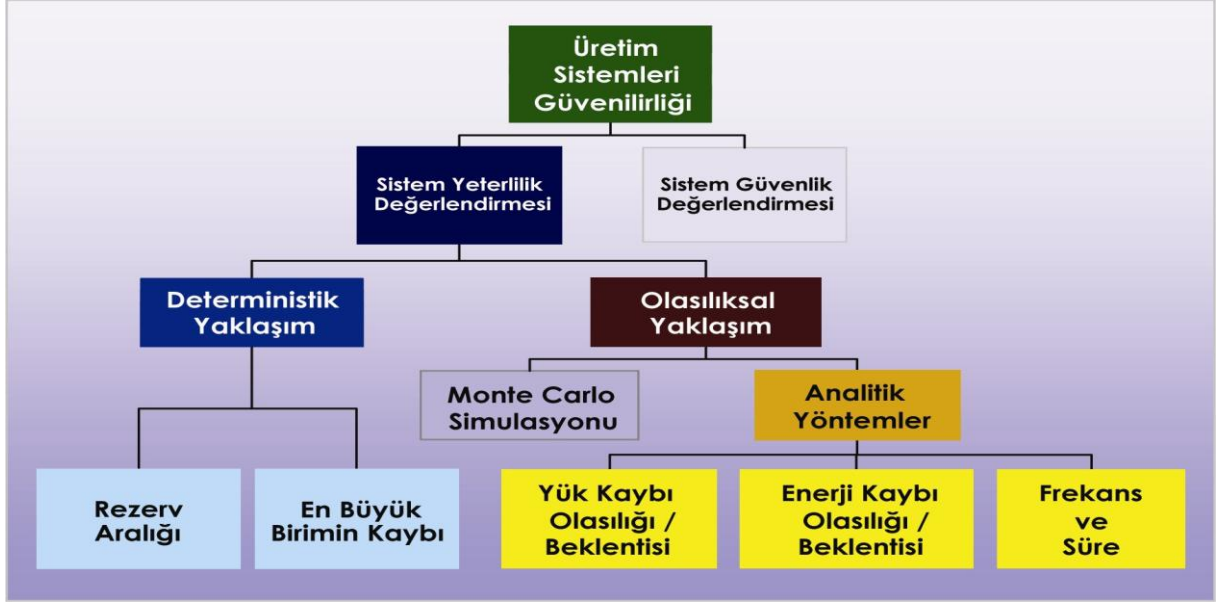 Üretim
Sistemleri
Güvenilirliği
Sistem Yeterlilik
Değerlendirmesi
Sistem Güvenlik
Değerlendirmesi
Deterministik
Yaklaşım
Olasılıksal
Yaklaşım
Monte Carlo
Simulasyonu
Analitik
Yöntemler
Rezerv
Aralığı
En Büyük
Birimin Kaybı
Yük Kaybı
Olasılığı /
Beklentisi
Enerji Kaybı
Olasılığı /
Beklentisi
Frekans
ve
Süre